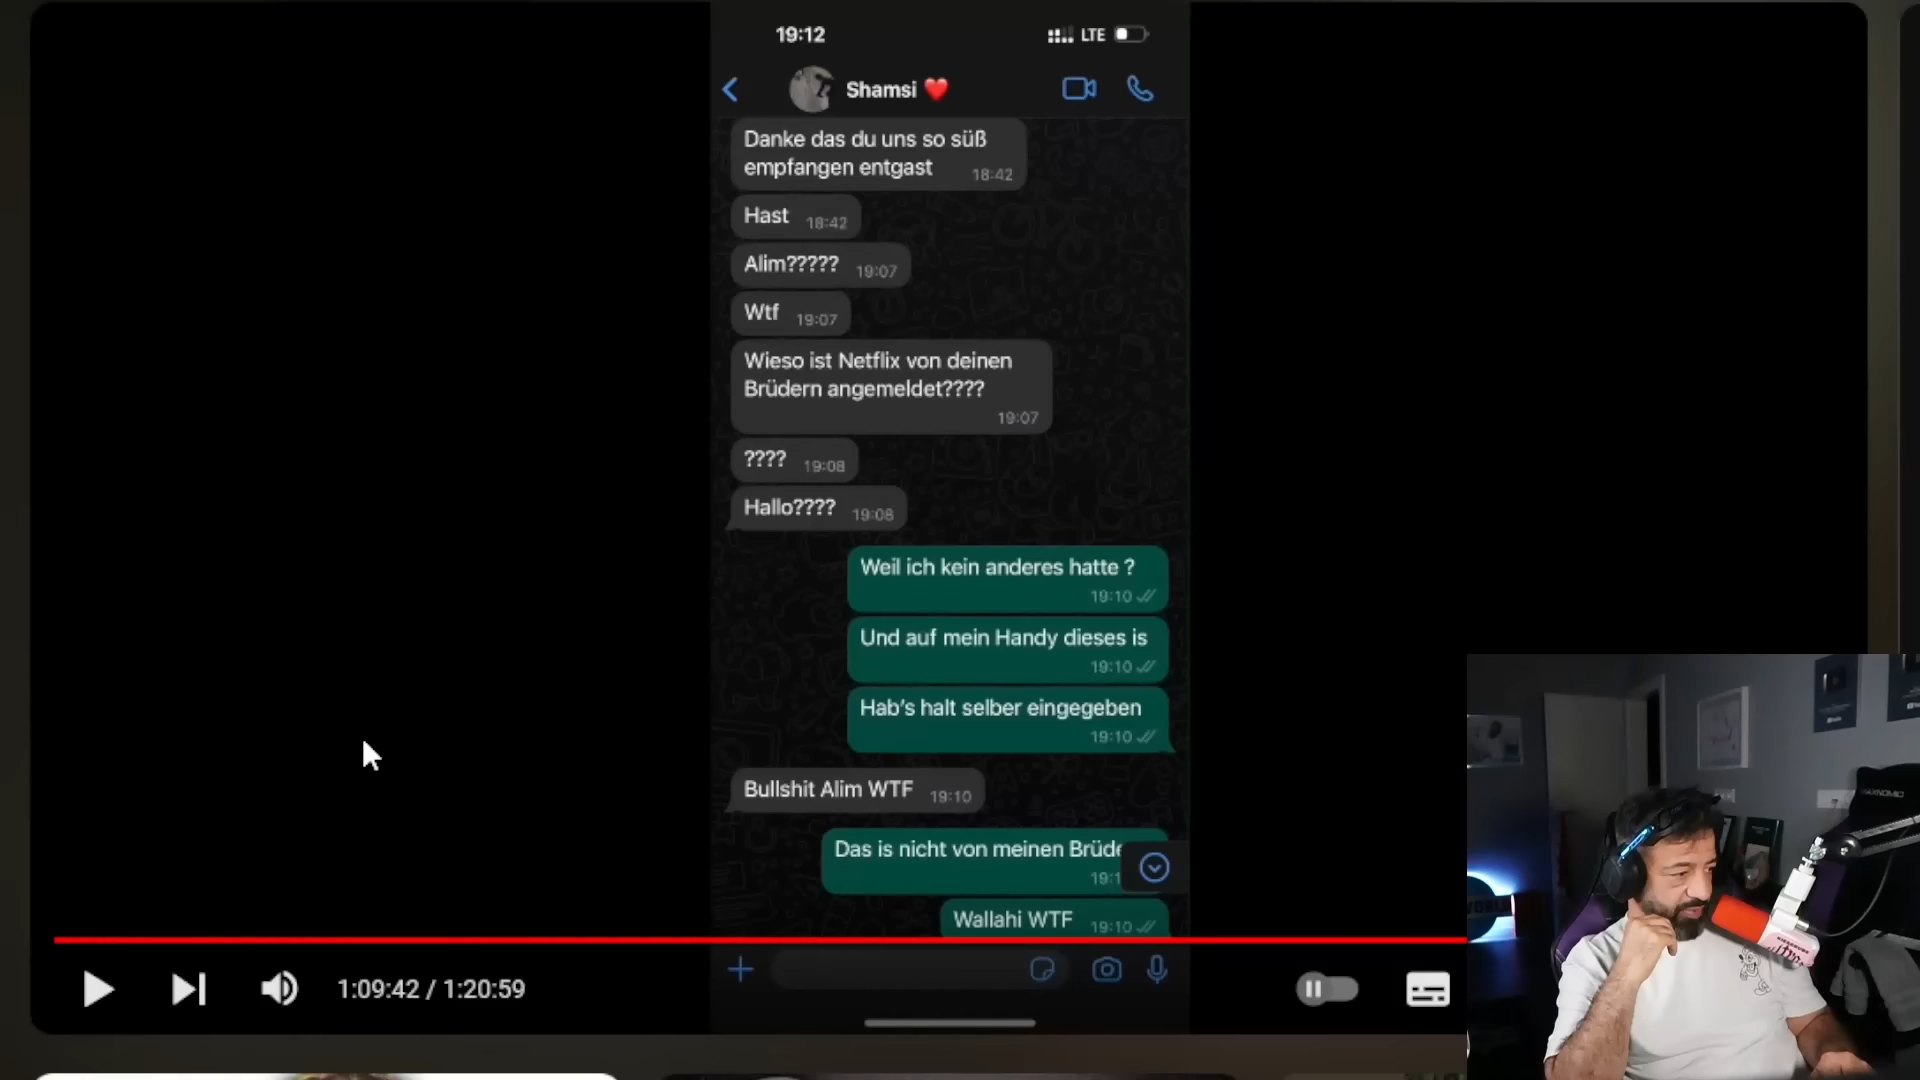 19:12
LTE
Shamsi
Danke das du uns so süß
empfangen entgast
18:42
Hast 18:42
Alim????? 19:07
Wtf 19:07
Wieso ist Netflix von deinen
Brüdern angemeldet????
19:07
???? 19:08
Hallo???? 19:08
Weil ich kein anderes hatte ?
19:10
Und auf mein Handy dieses is
19:10
Hab's halt selber eingegeben
19:10
Bullshit Alim WTF 19:10
Das is nicht von meinen Brüde
19:1
Wallahi WTF 19:10
1:09:42 / 1:20:59
MAXNOMIC